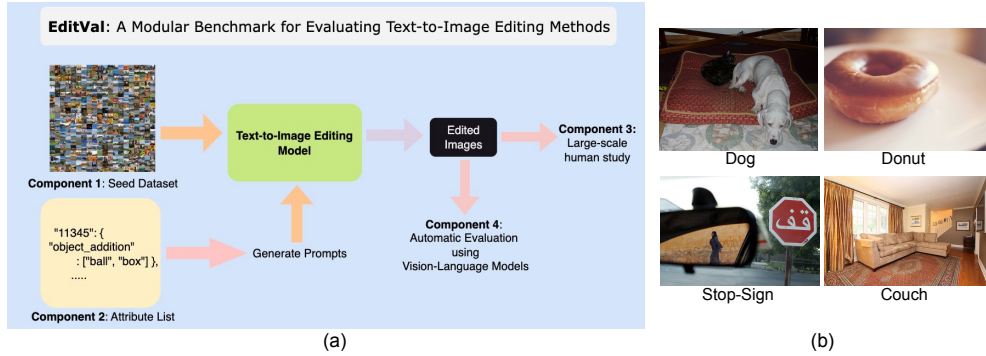 EditVal: A Modular Benchmark for Evaluating Text-to-Image Editing Methods
Component 1: Seed Dataset
"11345": {
"object_addition"
: ["ball", "box"] },
.....
Component 2: Attribute List
Generate Prompts
Text-to-Image Editing
Model
Edited
Images
Component 3:
Large-scale
human study
Component 4:
Automatic Evaluation
using
Vision-Language Models
(a)
Dog
Donut
قف
Stop-Sign
Couch
(b)